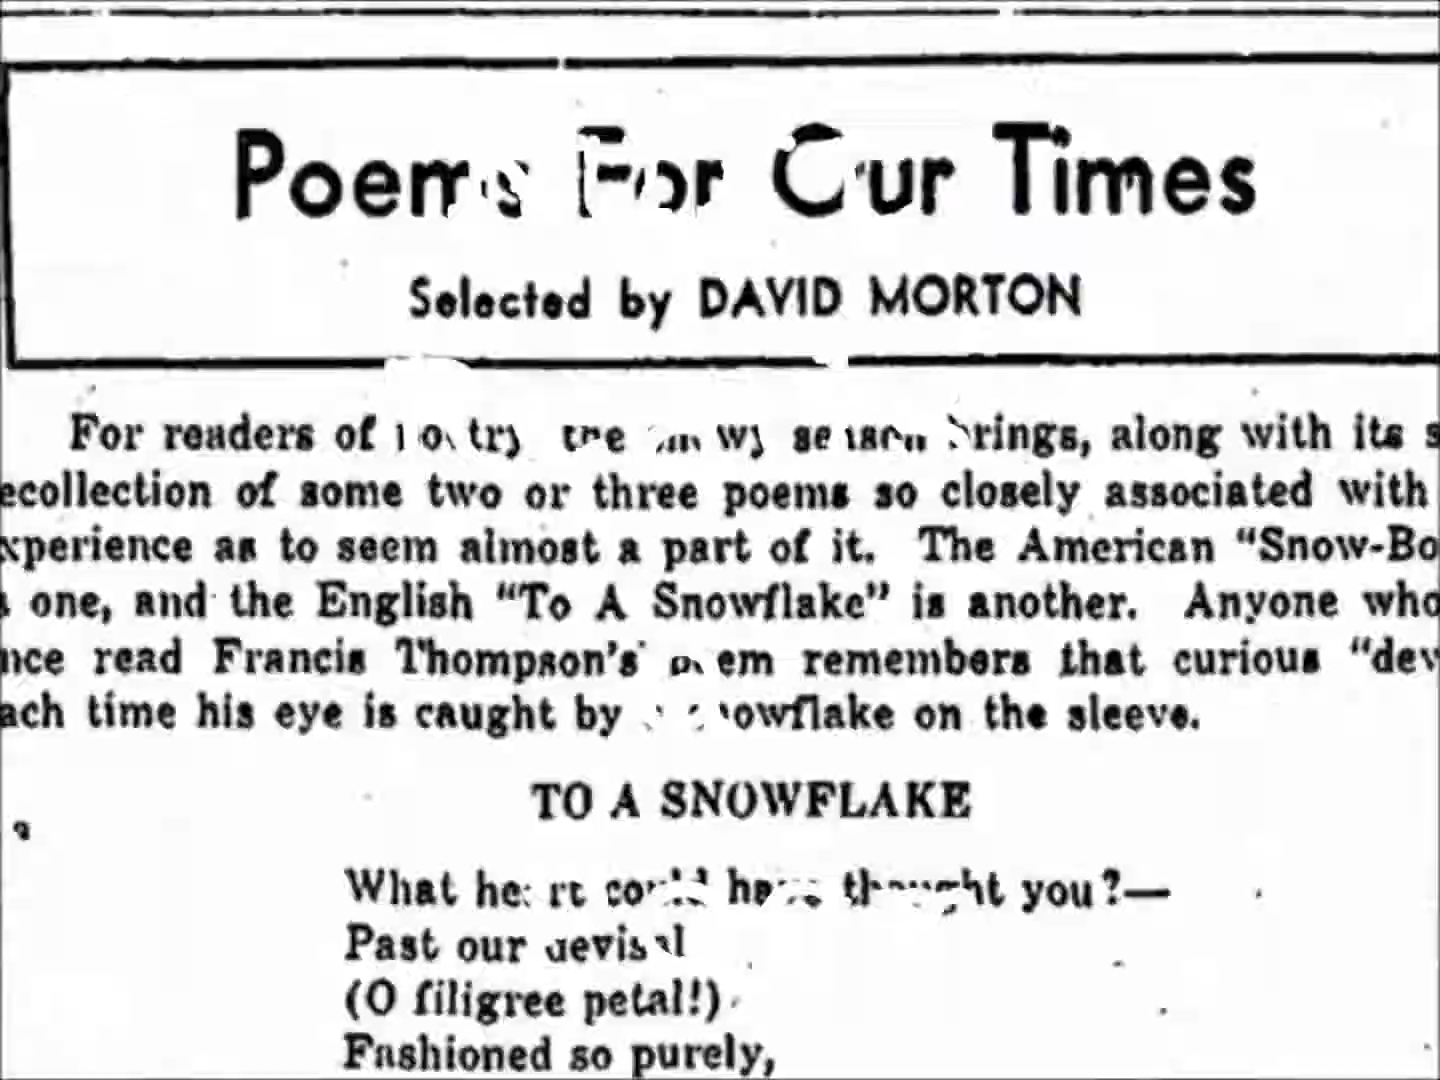 Poems For Our Times
Selected by DAVID MORTON
For readers of poetry the snowy season brings, along with its s
ecollection of some two or three poems so closely associated with
xperience as to seem almost a part of it. The American "Snow-Bo
one, and the English "To A Snowflake" is another. Anyone who
nce read Francis Thompson's poem remembers that curious "dev
ach time his eye is caught by snowflake on the sleeve.
TO A SNOWFLAKE
What heart could have thought you?—
Past our devisal
(O filigree petal!)
Fashioned so purely,